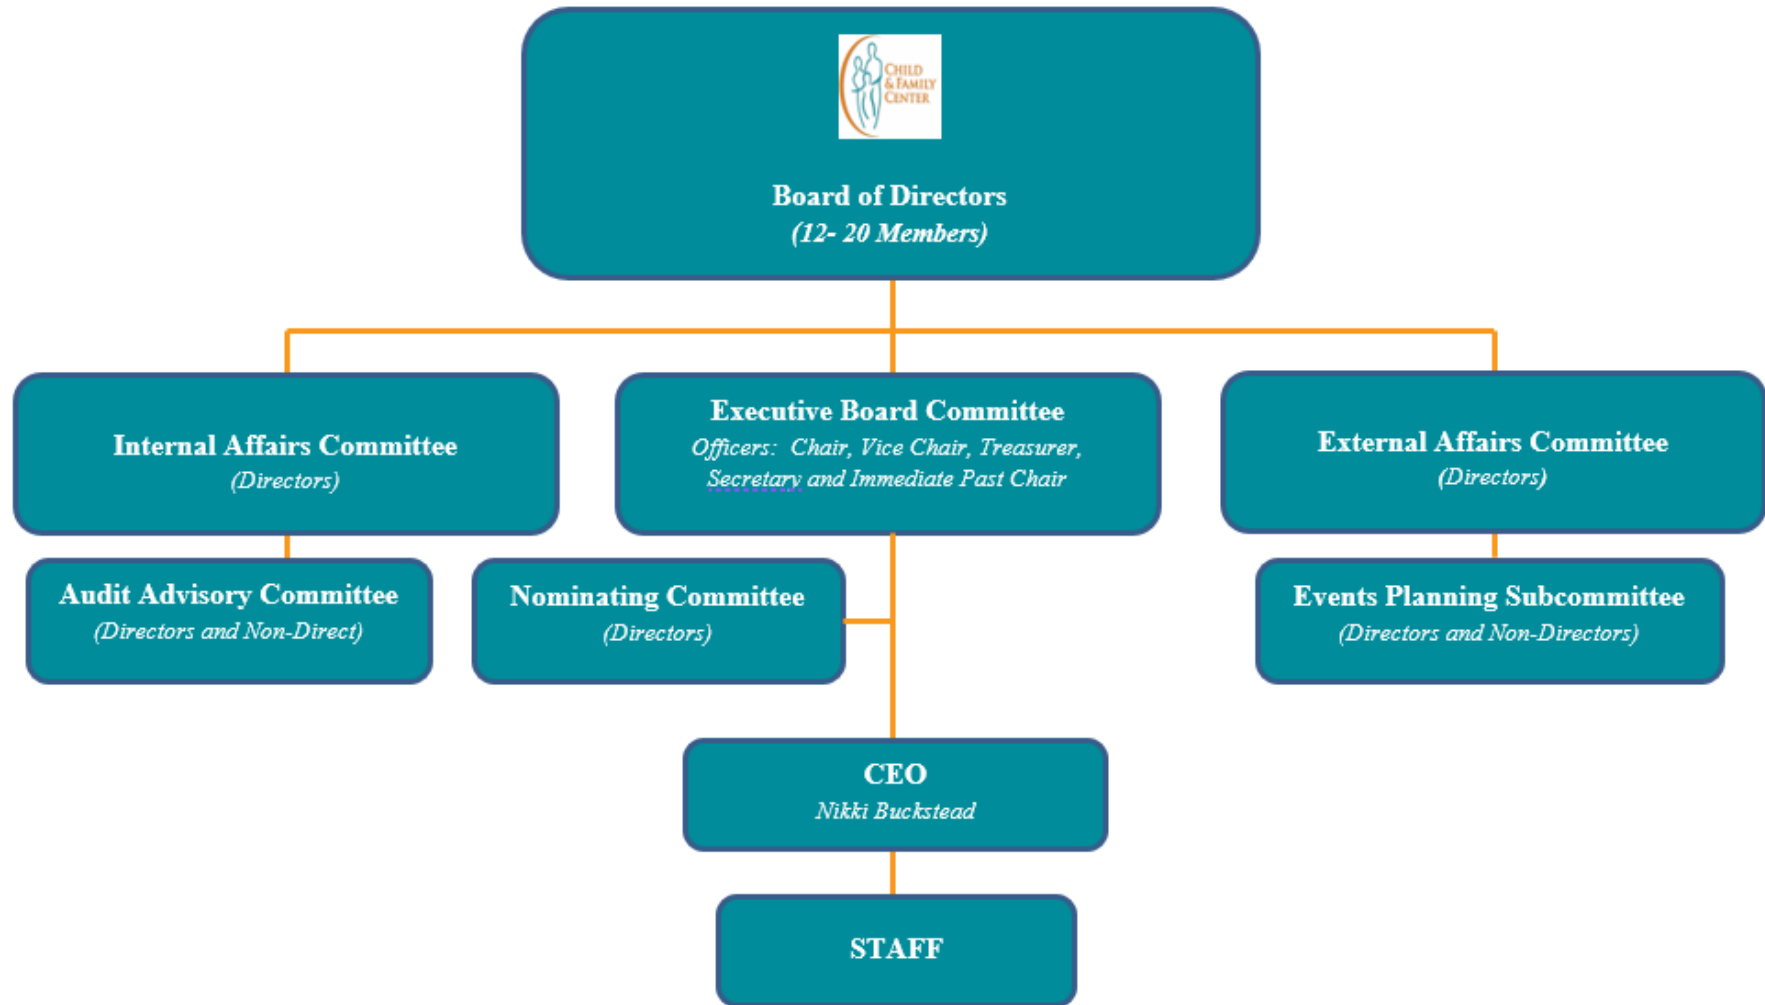 CHILD
& FAMILY
CENTER
Board of Directors
(12- 20 Members)
Internal Affairs Committee
(Directors)
Executive Board Committee
Officers:  Chair, Vice Chair, Treasurer,
Secretary and Immediate Past Chair
External Affairs Committee
(Directors)
Audit Advisory Committee
(Directors and Non-Direct)
Nominating Committee
(Directors)
Events Planning Subcommittee
(Directors and Non-Directors)
CEO
Nikki Buckstead
STAFF